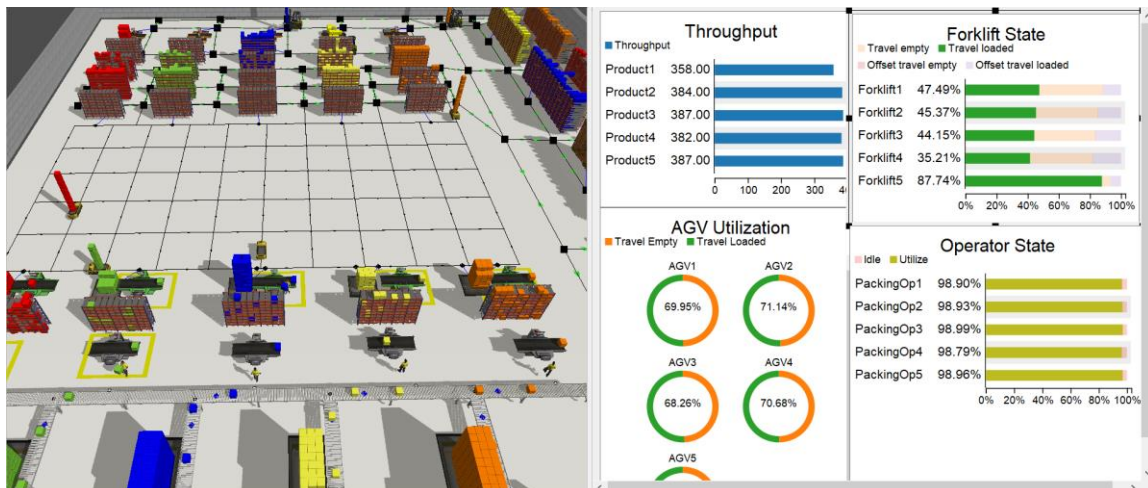 Throughput
Throughput
Product1 358.00
Product2 384.00
Product3 387.00
Product4 382.00
Product5 387.00
0 100 200 300
Forklift State
Travel empty Travel loaded
Offset travel empty Offset travel loaded
Forklift1 47.49%
Forklift2 45.37%
Forklift3 44.15%
Forklift4 35.21%
Forklift5 87.74%
0% 20% 40% 60% 80% 100%
AGV Utilization
Travel Empty Travel Loaded
AGV1 AGV2
69.95% 71.14%
AGV3 AGV4
68.26% 70.68%
AGV5
Operator State
Idle Utilize
PackingOp1 98.90%
PackingOp2 98.93%
PackingOp3 98.99%
PackingOp4 98.79%
PackingOp5 98.96%
0% 20% 40% 60% 80% 100%